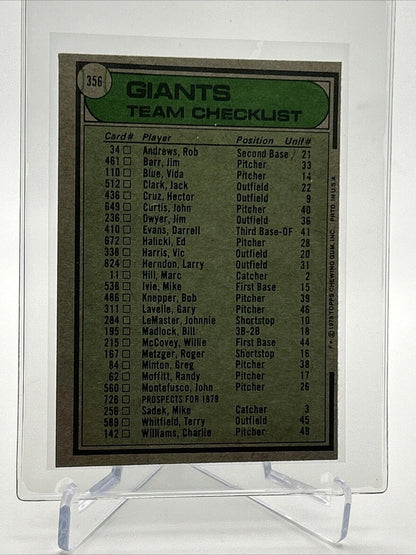 356
GIANTS
TEAM CHECKLIST
Card# Player Position Unif#
34 Andrews, Rob Second Base 21
461 Barr, Jim Pitcher 33
110 Blue, Vida Pitcher 14
512 Clark, Jack Outfield 22
436 Cruz, Hector Outfield 9
649 Curtis, John Pitcher 40
236 Dwyer, Jim Outfield 36
410 Evans, Darrell Third Base-OF 41
672 Halicki, Ed Pitcher 28
338 Harris, Vic Outfield 20
624 Herndon, Larry Outfield 31
11 Hill, Marc Catcher 2
538 Ivie, Mike First Base 15
486 Knepper, Bob Pitcher 39
311 Lavelle, Gary Pitcher 46
284 LeMaster, Johnnie Shortstop 10
195 Madlock, Bill 3B-2B 18
215 McCovey, Willie First Base 44
167 Metzger, Roger Shortstop 16
84 Minton, Greg Pitcher 38
62 Moffitt, Randy Pitcher 17
560 Montefusco, John Pitcher 26
726 PROSPECTS FOR 1979
256 Sadek, Mike Catcher 3
589 Whitfield, Terry Outfield 45
142 Williams, Charlie Pitcher 49
F* © 1979 TOPPS CHEWING GUM, INC. PRTD. IN U.S.A.